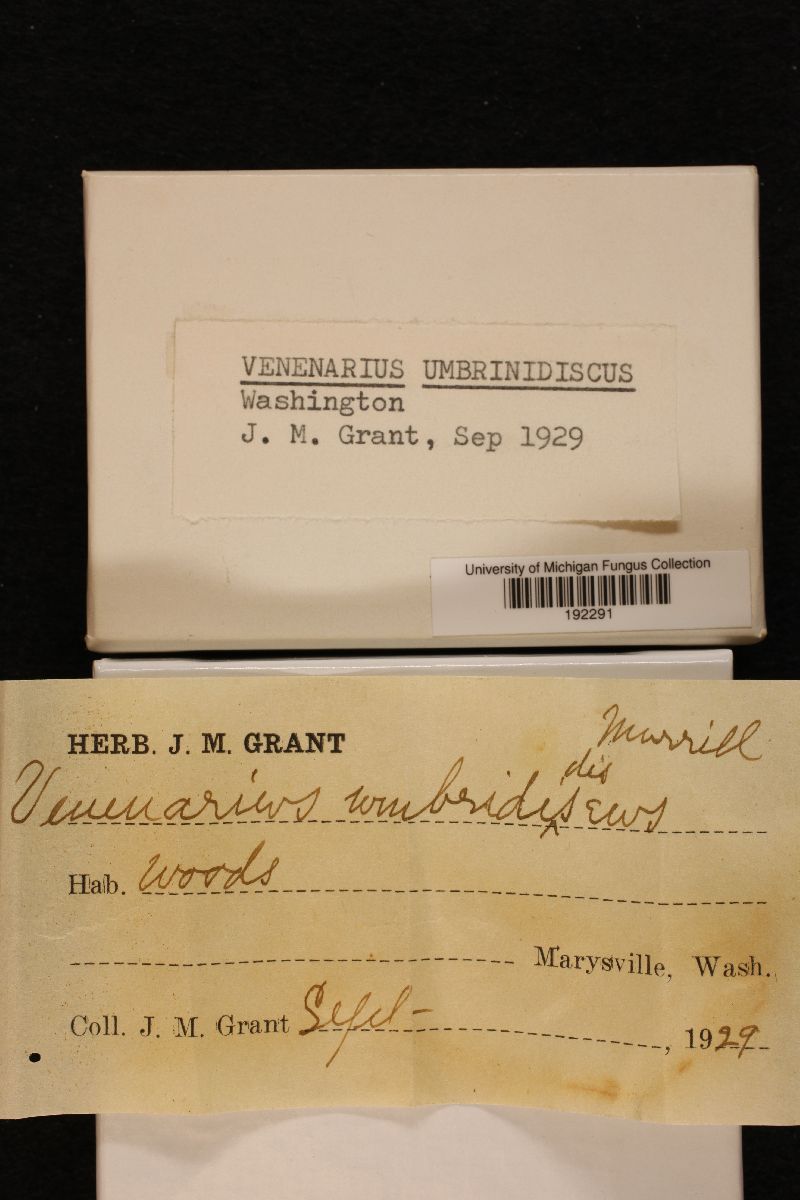 VENENARIUS UMBRINIDISCUS
Washington
J. M. Grant, Sep 1929
University of Michigan Fungus Collection
192291
HERB. J. M. GRANT
Murrill
dis
Venenarius umbridiscus
Hab. woods
Marysville, Wash.
Coll. J. M. Grant Sept- , 1929